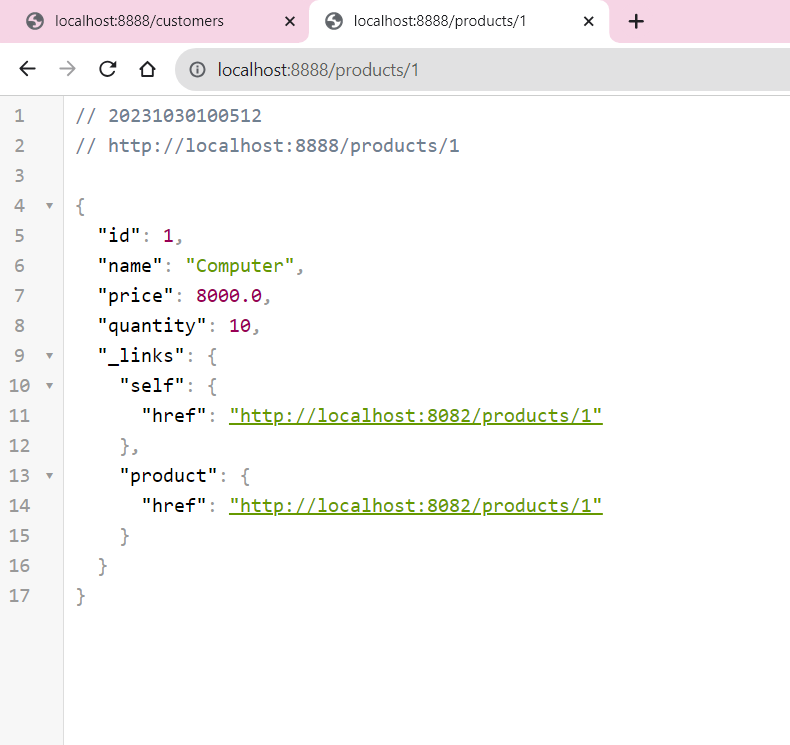 localhost:8888/customers
localhost:8888/products/1
localhost:8888/products/1
1 // 20231030100512
2 // http://localhost:8888/products/1
3
4 {
5 "id": 1,
6 "name": "Computer",
7 "price": 8000.0,
8 "quantity": 10,
9 "_links": {
10 "self": {
11 "href": "http://localhost:8082/products/1"
12 },
13 "product": {
14 "href": "http://localhost:8082/products/1"
15 }
16 }
17 }